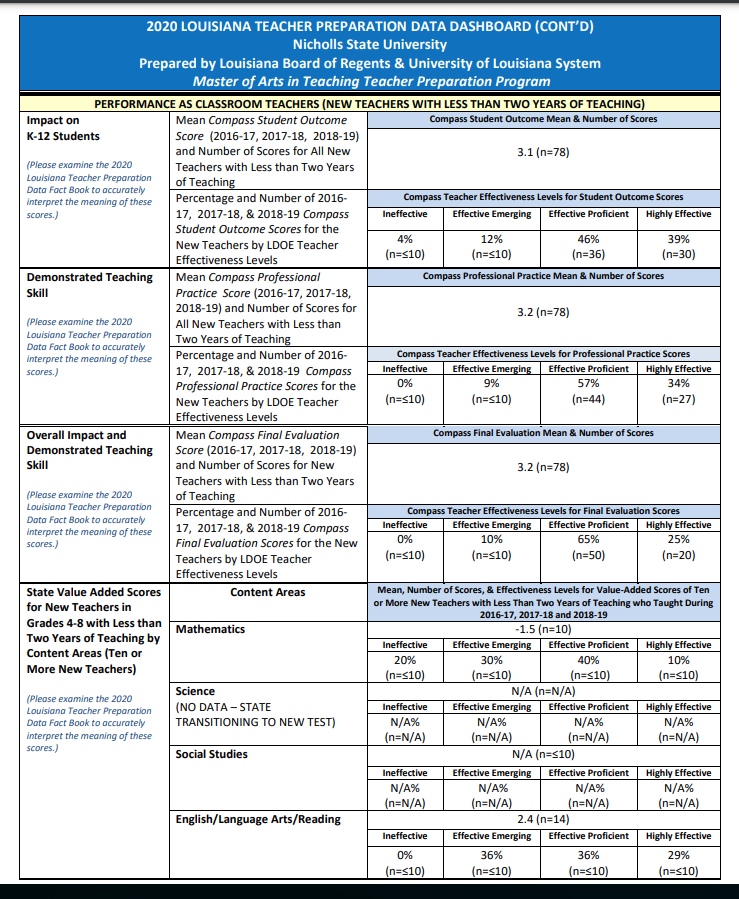 2020 LOUISIANA TEACHER PREPARATION DATA DASHBOARD (CONT’D)
Nicholls State University
Prepared by Louisiana Board of Regents & University of Louisiana System
Master of Arts in Teaching Teacher Preparation Program
PERFORMANCE AS CLASSROOM TEACHERS (NEW TEACHERS WITH LESS THAN TWO YEARS OF TEACHING)
Impact on
K-12 Students
(Please examine the 2020
Louisiana Teacher Preparation
Data Fact Book to accurately
interpret the meaning of these
scores.)
Mean Compass Student Outcome
Score (2016-17, 2017-18, 2018-19)
and Number of Scores for All New
Teachers with Less than Two Years
of Teaching
Compass Student Outcome Mean & Number of Scores
3.1 (n=78)
Percentage and Number of 2016-
17, 2017-18, & 2018-19 Compass
Student Outcome Scores for the
New Teachers by LDOE Teacher
Effectiveness Levels
Compass Teacher Effectiveness Levels for Student Outcome Scores
Ineffective Effective Emerging Effective Proficient Highly Effective
4% 12% 46% 39%
(n=≤10) (n=≤10) (n=36) (n=30)
Demonstrated Teaching
Skill
(Please examine the 2020
Louisiana Teacher Preparation
Data Fact Book to accurately
interpret the meaning of these
scores.)
Mean Compass Professional
Practice Score (2016-17, 2017-18,
2018-19) and Number of Scores for
All New Teachers with Less than
Two Years of Teaching
Compass Professional Practice Mean & Number of Scores
3.2 (n=78)
Percentage and Number of 2016-
17, 2017-18, & 2018-19 Compass
Professional Practice Scores for the
New Teachers by LDOE Teacher
Effectiveness Levels
Compass Teacher Effectiveness Levels for Professional Practice Scores
Ineffective Effective Emerging Effective Proficient Highly Effective
0% 9% 57% 34%
(n=≤10) (n=≤10) (n=44) (n=27)
Overall Impact and
Demonstrated Teaching
Skill
(Please examine the 2020
Louisiana Teacher Preparation
Data Fact Book to accurately
interpret the meaning of these
scores.)
Mean Compass Final Evaluation
Score (2016-17, 2017-18, 2018-19)
and Number of Scores for New
Teachers with Less than Two Years
of Teaching
Compass Final Evaluation Mean & Number of Scores
3.2 (n=78)
Percentage and Number of 2016-
17, 2017-18, & 2018-19 Compass
Final Evaluation Scores for the New
Teachers by LDOE Teacher
Effectiveness Levels
Compass Teacher Effectiveness Levels for Final Evaluation Scores
Ineffective Effective Emerging Effective Proficient Highly Effective
0% 10% 65% 25%
(n=≤10) (n=≤10) (n=50) (n=20)
State Value Added Scores
for New Teachers in
Grades 4-8 with Less than
Two Years of Teaching by
Content Areas (Ten or
More New Teachers)
(Please examine the 2020
Louisiana Teacher Preparation
Data Fact Book to accurately
interpret the meaning of these
scores.)
Content Areas
Mean, Number of Scores, & Effectiveness Levels for Value-Added Scores of Ten
or More New Teachers with Less Than Two Years of Teaching who Taught During
2016-17, 2017-18 and 2018-19
Mathematics
-1.5 (n=10)
Ineffective Effective Emerging Effective Proficient Highly Effective
20% 30% 40% 10%
(n=≤10) (n=≤10) (n=≤10) (n=≤10)
Science
(NO DATA – STATE
TRANSITIONING TO NEW TEST)
N/A (n=N/A)
Ineffective Effective Emerging Effective Proficient Highly Effective
N/A% N/A% N/A% N/A%
(n=N/A) (n=N/A) (n=N/A) (n=N/A)
Social Studies
N/A (n=≤10)
Ineffective Effective Emerging Effective Proficient Highly Effective
N/A% N/A% N/A% N/A%
(n=N/A) (n=N/A) (n=N/A) (n=N/A)
English/Language Arts/Reading
2.4 (n=14)
Ineffective Effective Emerging Effective Proficient Highly Effective
0% 36% 36% 29%
(n=≤10) (n=≤10) (n=≤10) (n=≤10)